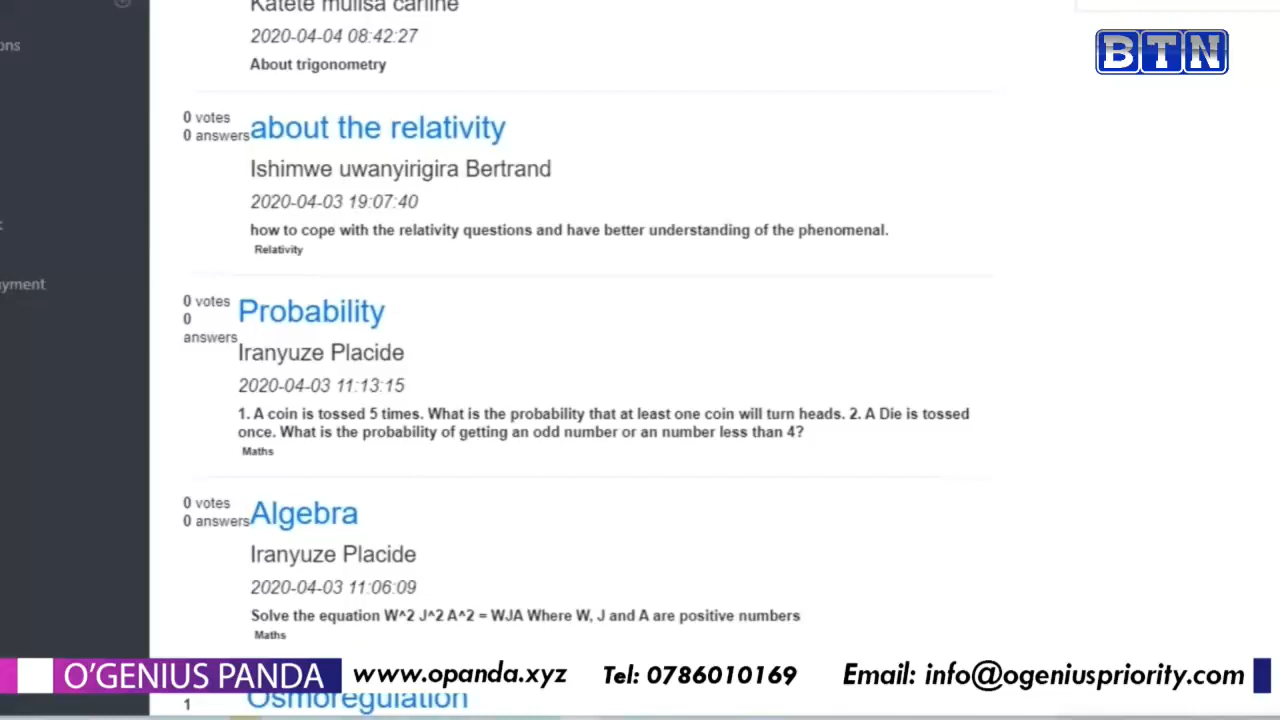 Katete mulisa carine
2020-04-04 08:42:27
About trigonometry
ons
0 votes
0 answers
about the relativity
Ishimwe uwanyirigira Bertrand
2020-04-03 19:07:40
how to cope with the relativity questions and have better understanding of the phenomenal.
Relativity
yment
0 votes
0
answers
Probability
Iranyuze Placide
2020-04-03 11:13:15
1. A coin is tossed 5 times. What is the probability that at least one coin will turn heads. 2. A Die is tossed
once. What is the probability of getting an odd number or an number less than 4?
Maths
0 votes
0 answers
Algebra
Iranyuze Placide
2020-04-03 11:06:09
Solve the equation W^2 J^2 A^2 = WJA Where W, J and A are positive numbers
Maths
1
Osmoregulation
BTN
O'GENIUS PANDA
www.opanda.xyz
Tel: 0786010169
Email: info@ogeniuspriority.com